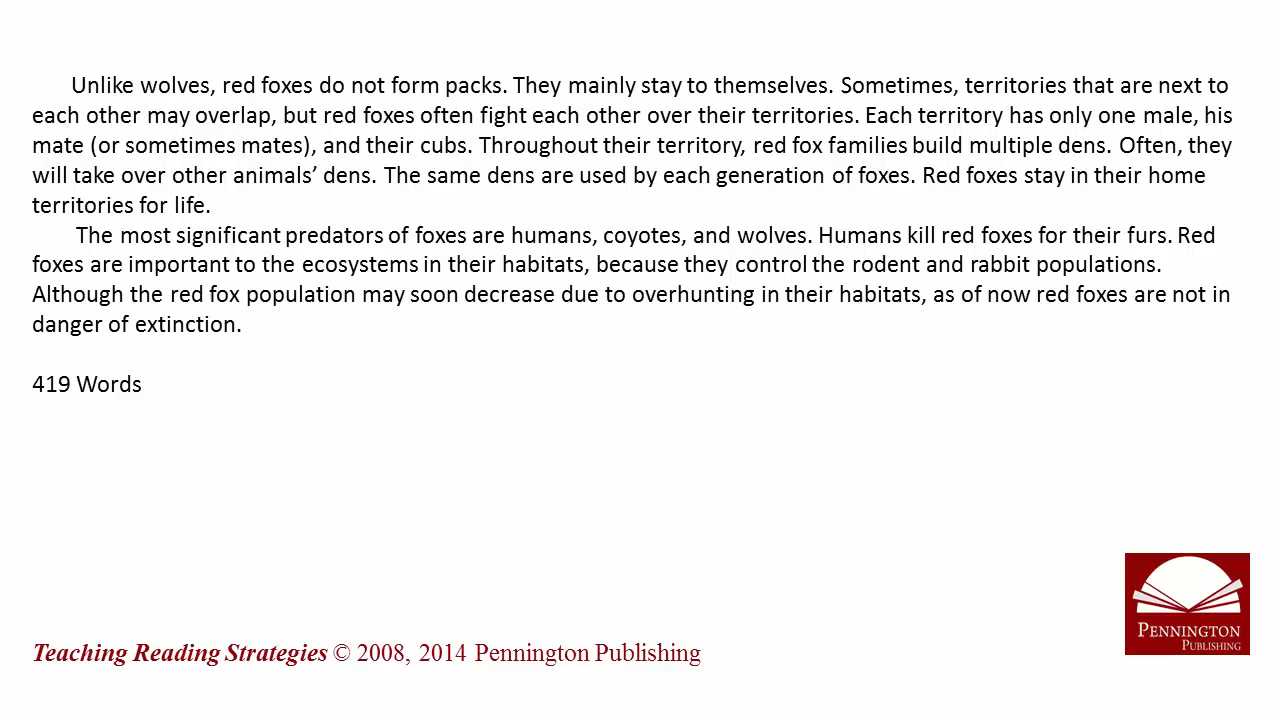 Unlike wolves, red foxes do not form packs. They mainly stay to themselves. Sometimes, territories that are next to
each other may overlap, but red foxes often fight each other over their territories. Each territory has only one male, his
mate (or sometimes mates), and their cubs. Throughout their territory, red fox families build multiple dens. Often, they
will take over other animals’ dens. The same dens are used by each generation of foxes. Red foxes stay in their home
territories for life.
The most significant predators of foxes are humans, coyotes, and wolves. Humans kill red foxes for their furs. Red
foxes are important to the ecosystems in their habitats, because they control the rodent and rabbit populations.
Although the red fox population may soon decrease due to overhunting in their habitats, as of now red foxes are not in
danger of extinction.
419 Words
PENNINGTON
PUBLISHING
Teaching Reading Strategies © 2008, 2014 Pennington Publishing